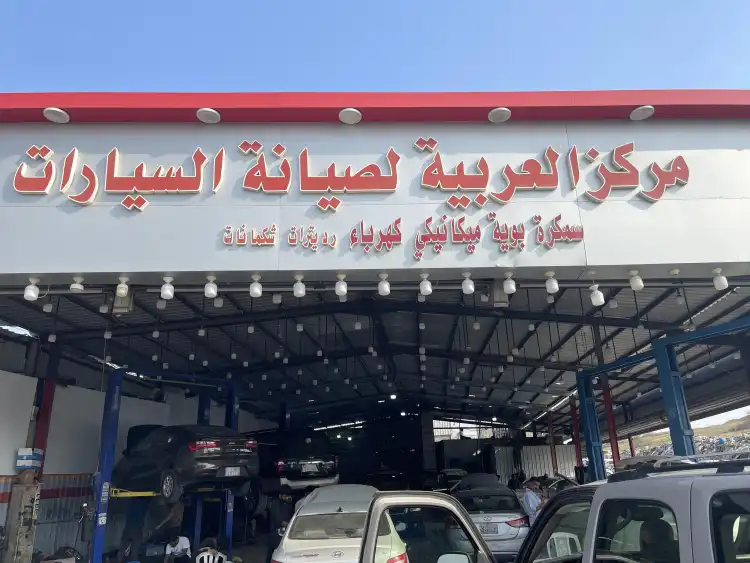 مركز العربية لصيانة السيارات
سمكرة بوية ميكانيكي كهرباء رديترات شكمانات